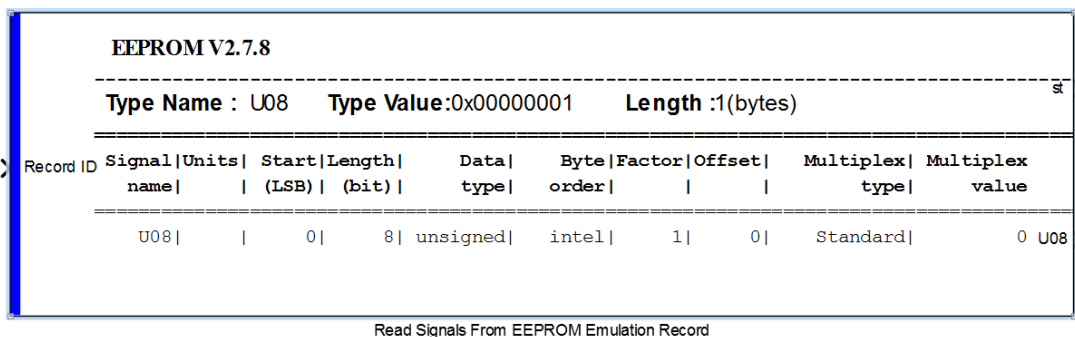 EEPROM V2.7.8
st
Type Name : U08 Type Value:0x00000001 Length :1(bytes)
Record ID
Signal|Units| Start|Length| Data| Byte|Factor|Offset| Multiplex| Multiplex
name| | (LSB)| (bit)| type| order| | | type| value
U08| | 0| 8| unsigned| intel| 1| 0| Standard| 0 U08
Read Signals From EEPROM Emulation Record